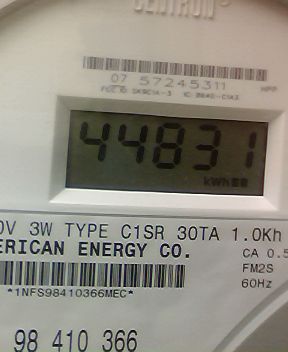 CENTRON®
07 57245311
44831
kWh
0V 3W TYPE C1SR 30TA 1.0Kh
ERICAN ENERGY CO.
CA 0.5
FM2S
60Hz
*1NFS98410366MEC*
98 410 366